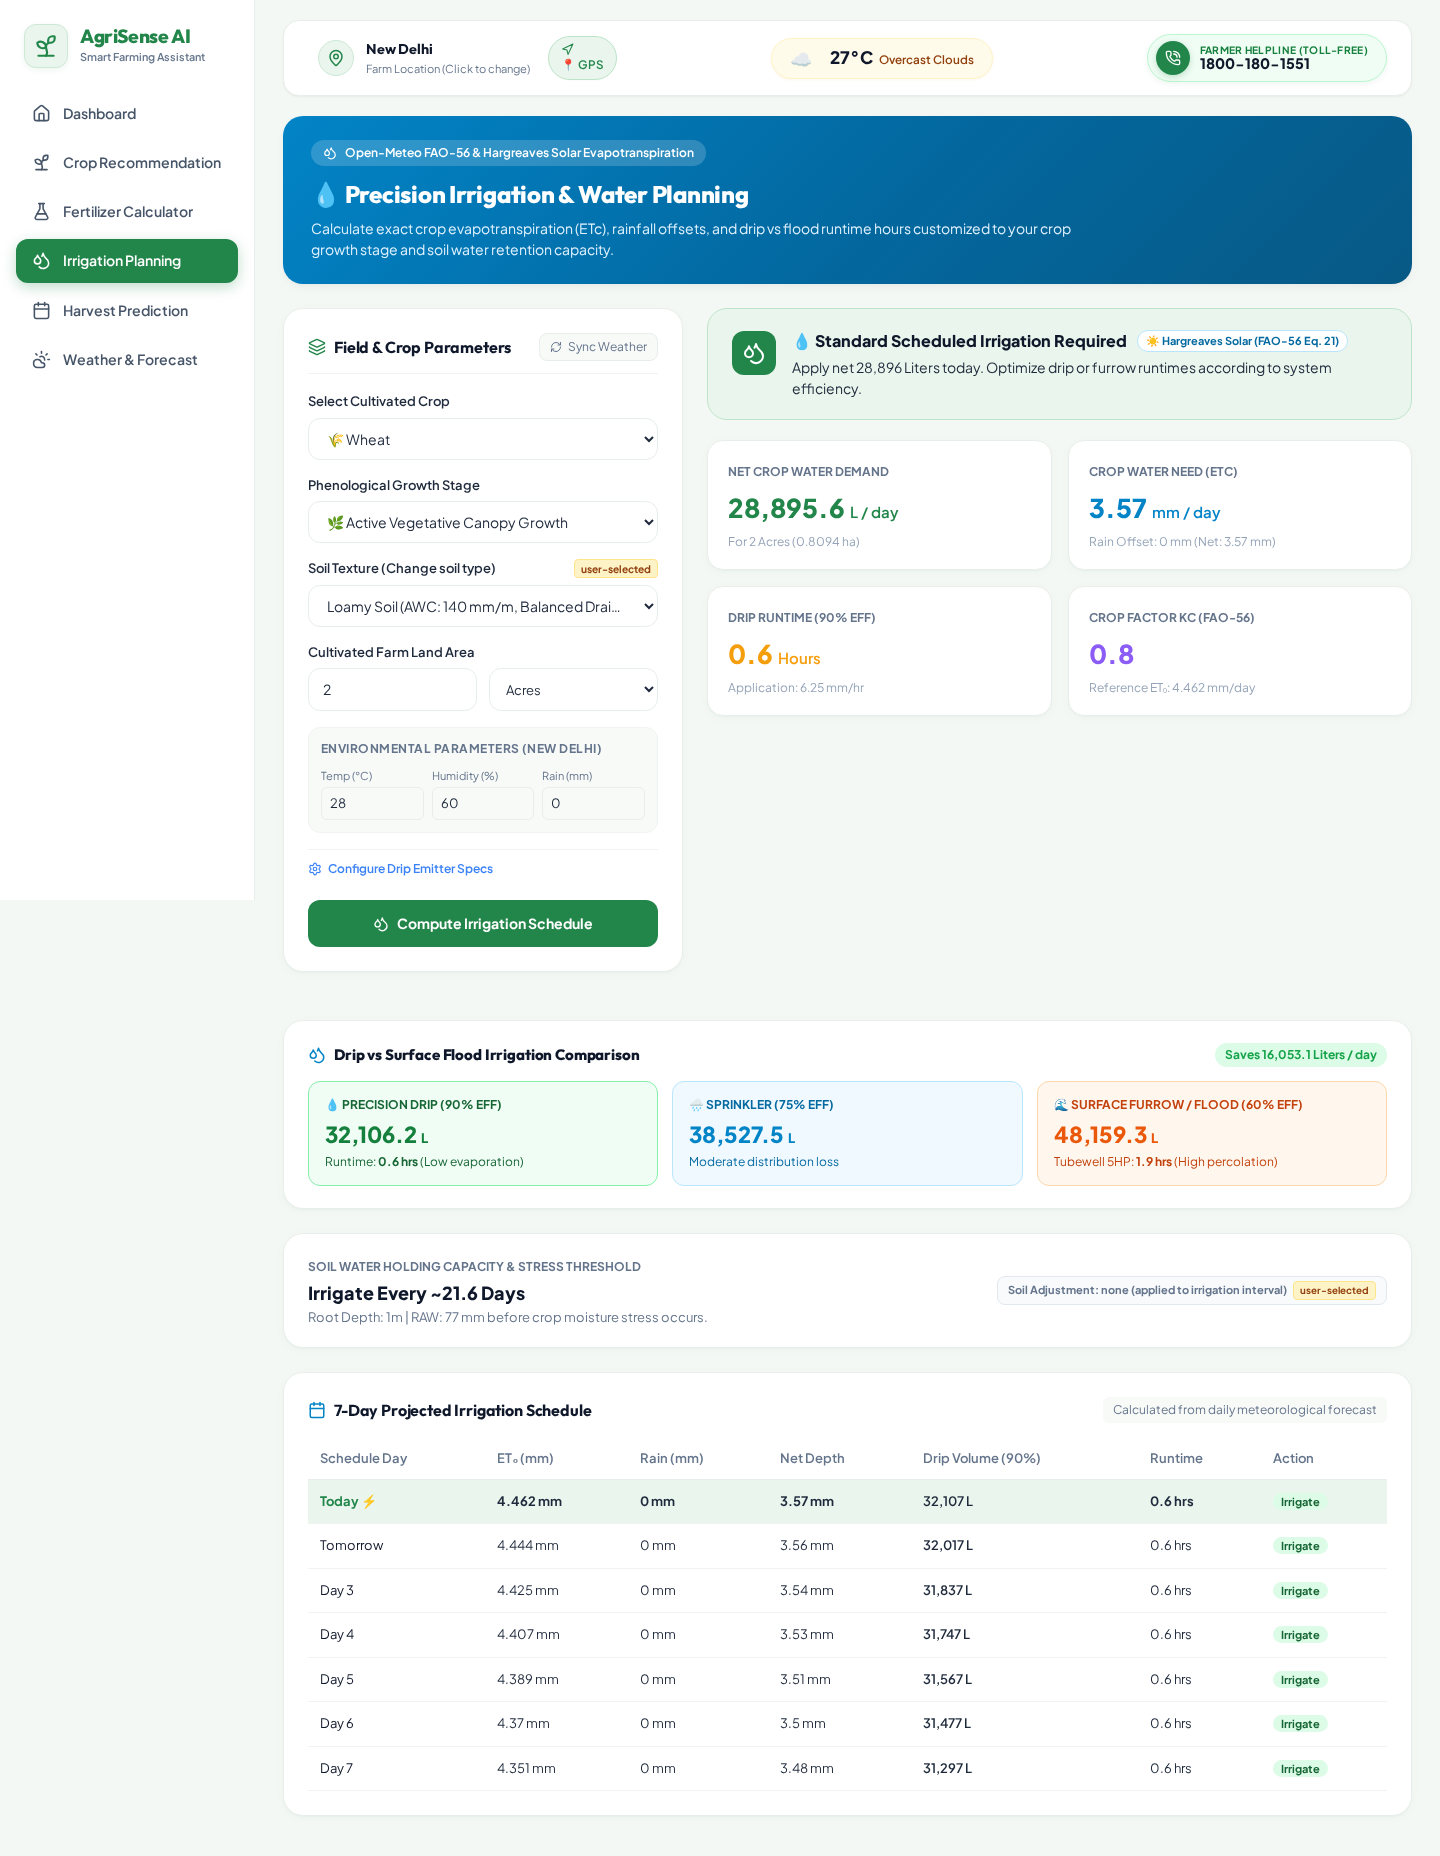 AgriSense AI
Smart Farming Assistant
Dashboard
Crop Recommendation
Fertilizer Calculator
Irrigation Planning
Harvest Prediction
Weather & Forecast
New Delhi
Farm Location (Click to change)
📍 GPS
27°C Overcast Clouds
FARMER HELPLINE (TOLL-FREE)
1800-180-1551
Open-Meteo FAO-56 & Hargreaves Solar Evapotranspiration
💧 Precision Irrigation & Water Planning
Calculate exact crop evapotranspiration (ETc), rainfall offsets, and drip vs flood runtime hours customized to your crop
growth stage and soil water retention capacity.
Field & Crop Parameters
Sync Weather
Select Cultivated Crop
🌾 Wheat
Phenological Growth Stage
🌿 Active Vegetative Canopy Growth
Soil Texture (Change soil type)
user-selected
Loamy Soil (AWC: 140 mm/m, Balanced Drai...
Cultivated Farm Land Area
2
Acres
ENVIRONMENTAL PARAMETERS (NEW DELHI)
Temp (°C) Humidity (%) Rain (mm)
28 60 0
Configure Drip Emitter Specs
Compute Irrigation Schedule
💧 Standard Scheduled Irrigation Required
☀️ Hargreaves Solar (FAO-56 Eq. 21)
Apply net 28,896 Liters today. Optimize drip or furrow runtimes according to system
efficiency.
NET CROP WATER DEMAND
28,895.6 L / day
For 2 Acres (0.8094 ha)
CROP WATER NEED (ETC)
3.57 mm / day
Rain Offset: 0 mm (Net: 3.57 mm)
DRIP RUNTIME (90% EFF)
0.6 Hours
Application: 6.25 mm/hr
CROP FACTOR KC (FAO-56)
0.8
Reference ET₀: 4.462 mm/day
Drip vs Surface Flood Irrigation Comparison
Saves 16,053.1 Liters / day
💧 PRECISION DRIP (90% EFF)
32,106.2 L
Runtime: 0.6 hrs (Low evaporation)
🌧️ SPRINKLER (75% EFF)
38,527.5 L
Moderate distribution loss
🌊 SURFACE FURROW / FLOOD (60% EFF)
48,159.3 L
Tubewell 5HP: 1.9 hrs (High percolation)
SOIL WATER HOLDING CAPACITY & STRESS THRESHOLD
Irrigate Every ~21.6 Days
Root Depth: 1m | RAW: 77 mm before crop moisture stress occurs.
Soil Adjustment: none (applied to irrigation interval) user-selected
7-Day Projected Irrigation Schedule
Calculated from daily meteorological forecast
Schedule Day ET₀ (mm) Rain (mm) Net Depth Drip Volume (90%) Runtime Action
Today ⚡ 4.462 mm 0 mm 3.57 mm 32,107 L 0.6 hrs Irrigate
Tomorrow 4.444 mm 0 mm 3.56 mm 32,017 L 0.6 hrs Irrigate
Day 3 4.425 mm 0 mm 3.54 mm 31,837 L 0.6 hrs Irrigate
Day 4 4.407 mm 0 mm 3.53 mm 31,747 L 0.6 hrs Irrigate
Day 5 4.389 mm 0 mm 3.51 mm 31,567 L 0.6 hrs Irrigate
Day 6 4.37 mm 0 mm 3.5 mm 31,477 L 0.6 hrs Irrigate
Day 7 4.351 mm 0 mm 3.48 mm 31,297 L 0.6 hrs Irrigate